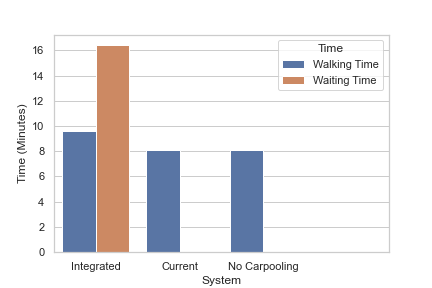 Time
Walking Time
Waiting Time
16
14
12
10
8
6
4
2
0
Time (Minutes)
Integrated Current No Carpooling
System